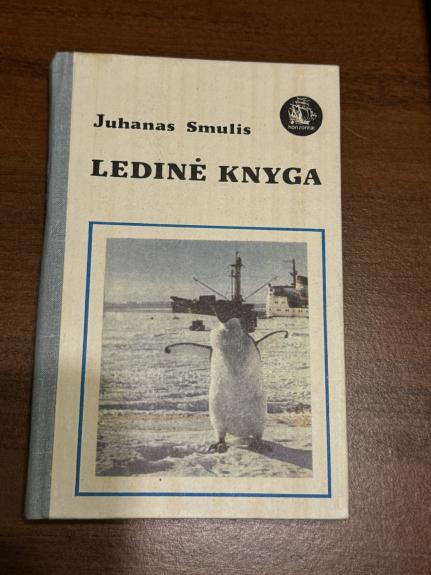 Juhanas Smulis
horizontai
LEDINĖ KNYGA